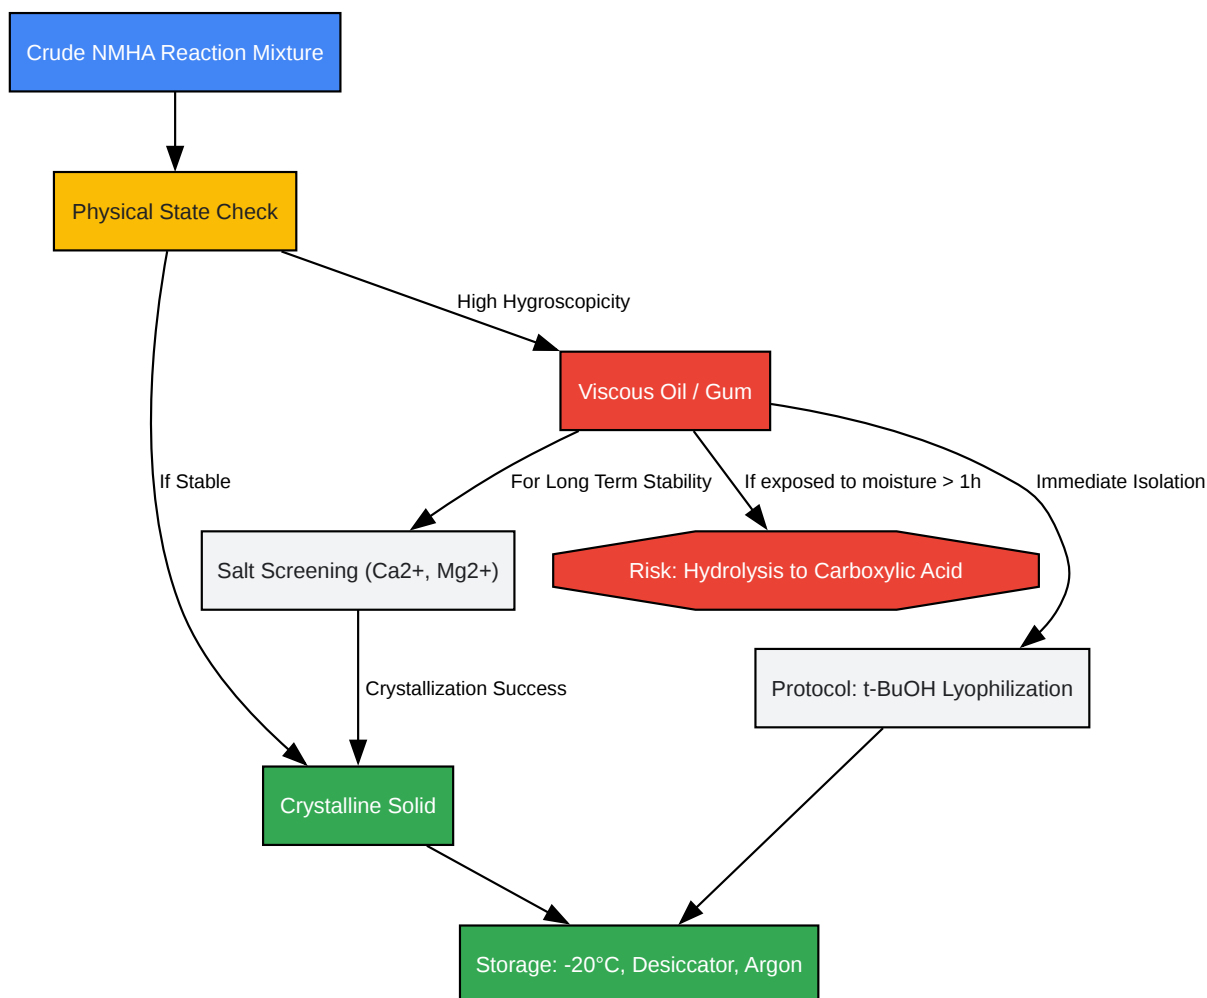 Crude NMHA Reaction Mixture
Physical State Check
High Hygroscopicity
Viscous Oil / Gum
If Stable
For Long Term Stability
If exposed to moisture > 1h
Immediate Isolation
Salt Screening (Ca2+, Mg2+)
Risk: Hydrolysis to Carboxylic Acid
Crystallization Success
Protocol: t-BuOH Lyophilization
Crystalline Solid
Storage: -20°C, Desiccator, Argon